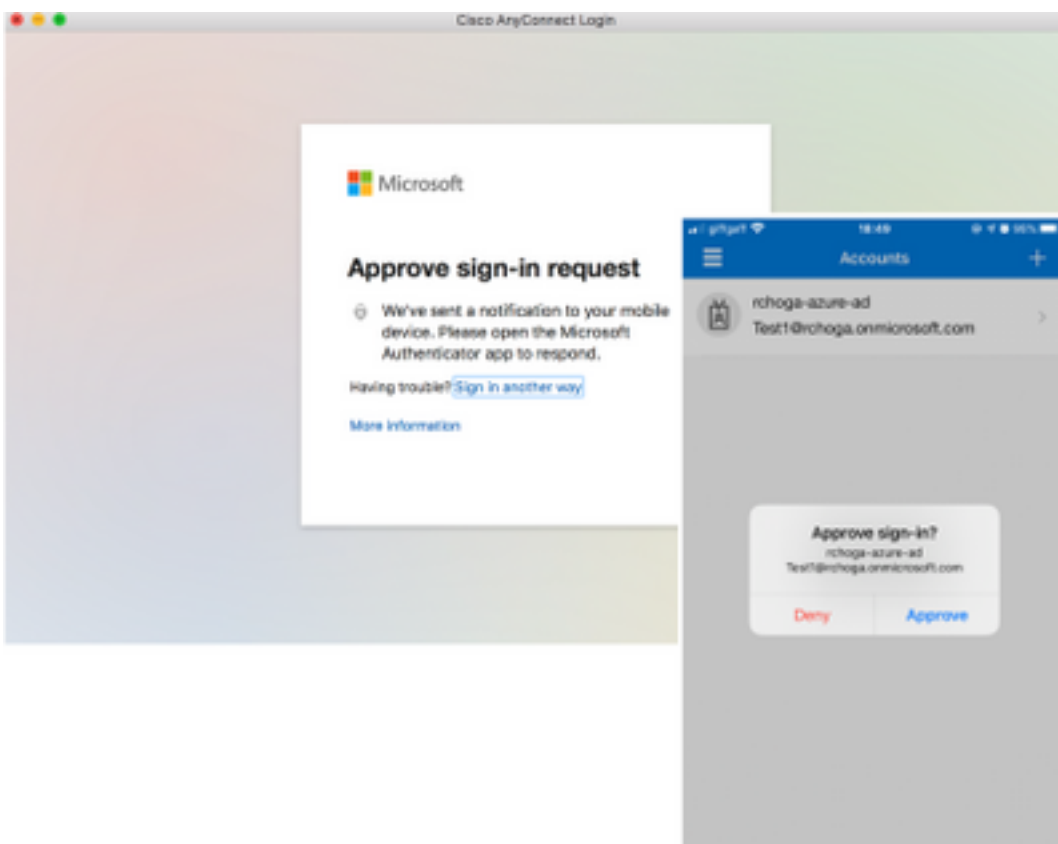 Cisco AnyConnect Login
Microsoft
Approve sign-in request
We've sent a notification to your mobile
device. Please open the Microsoft
Authenticator app to respond.
Having trouble? Sign in another way
More information
giffgaff 18:49 95%
Accounts
rchoga-azure-ad
Test1@rchoga.onmicrosoft.com
Approve sign-in?
rchoga-azure-ad
Test1@rchoga.onmicrosoft.com
Deny Approve